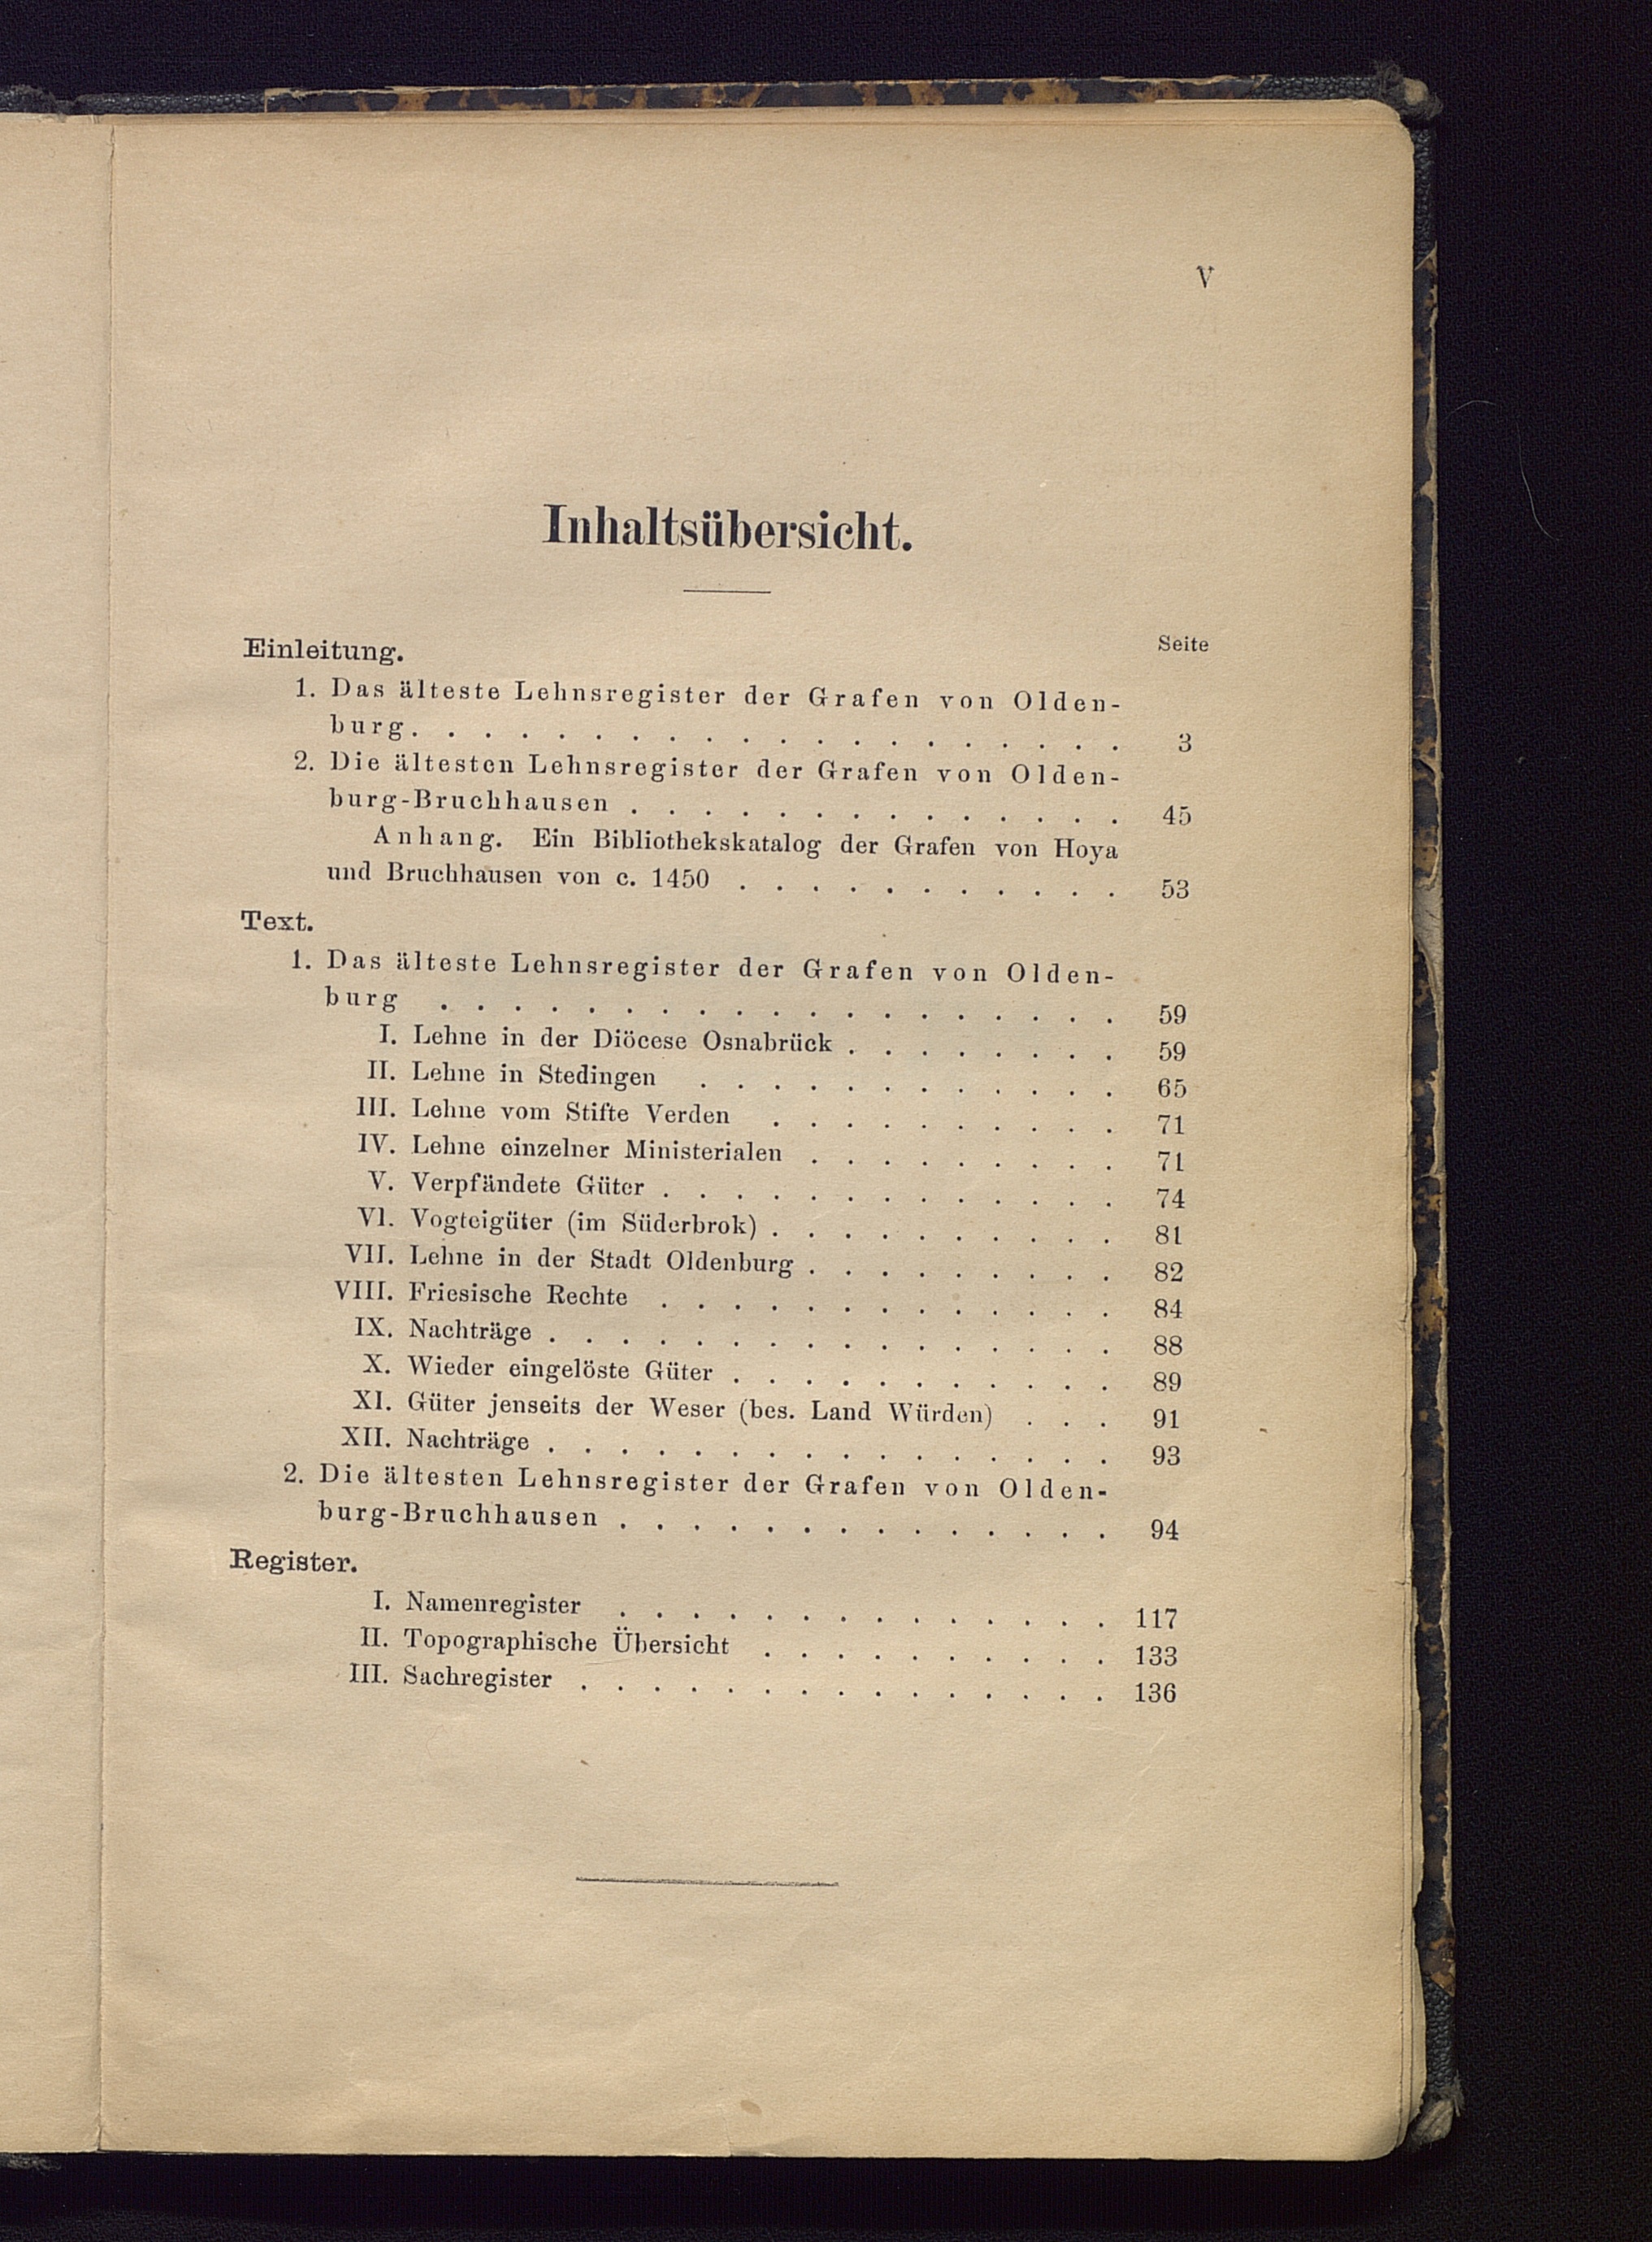 V
Inhaltsübersicht.
Einleitung. Seite
1. Das älteste Lehnsregister der Grafen von Olden-
burg . . . . . . . . . . . . . . . . . . . . 3
2. Die ältesten Lehnsregister der Grafen von Olden-
burg-Bruchhausen . . . . . . . . . . . . . . 45
Anhang. Ein Bibliothekskatalog der Grafen von Hoya
und Bruchhausen von c. 1450 . . . . . . . . . . . 53
Text.
1. Das älteste Lehnsregister der Grafen von Olden-
burg . . . . . . . . . . . . . . . . . . . 59
I. Lehne in der Diöcese Osnabrück . . . . . . . . 59
II. Lehne in Stedingen . . . . . . . . . . . . 65
III. Lehne vom Stifte Verden . . . . . . . . . . 71
IV. Lehne einzelner Ministerialen . . . . . . . . . 71
V. Verpfändete Güter . . . . . . . . . . . . . 74
VI. Vogteigüter (im Süderbrok) . . . . . . . . . . 81
VII. Lehne in der Stadt Oldenburg . . . . . . . . . 82
VIII. Friesische Rechte . . . . . . . . . . . . . 84
IX. Nachträge . . . . . . . . . . . . . . . . 88
X. Wieder eingelöste Güter . . . . . . . . . . . 89
XI. Güter jenseits der Weser (bes. Land Würden) . . . 91
XII. Nachträge . . . . . . . . . . . . . . . . 93
2. Die ältesten Lehnsregister der Grafen von Olden-
burg-Bruchhausen . . . . . . . . . . . . . . 94
Register.
I. Namenregister . . . . . . . . . . . . . . 117
II. Topographische Übersicht . . . . . . . . . . 133
III. Sachregister . . . . . . . . . . . . . . . 136